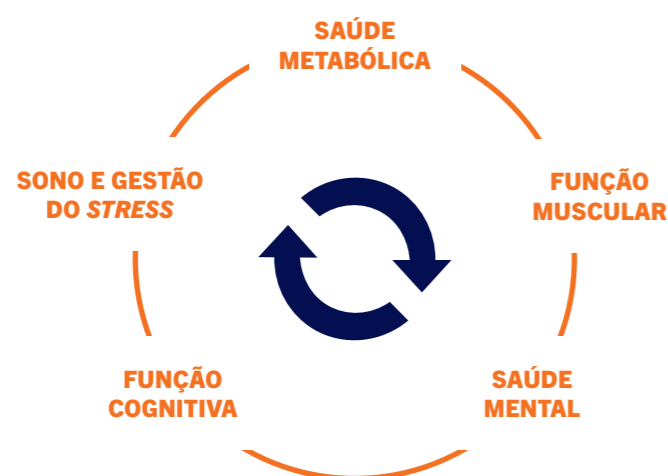 SAÚDE
METABÓLICA
SONO E GESTÃO
DO STRESS
FUNÇÃO
MUSCULAR
FUNÇÃO
COGNITIVA
SAÚDE
MENTAL